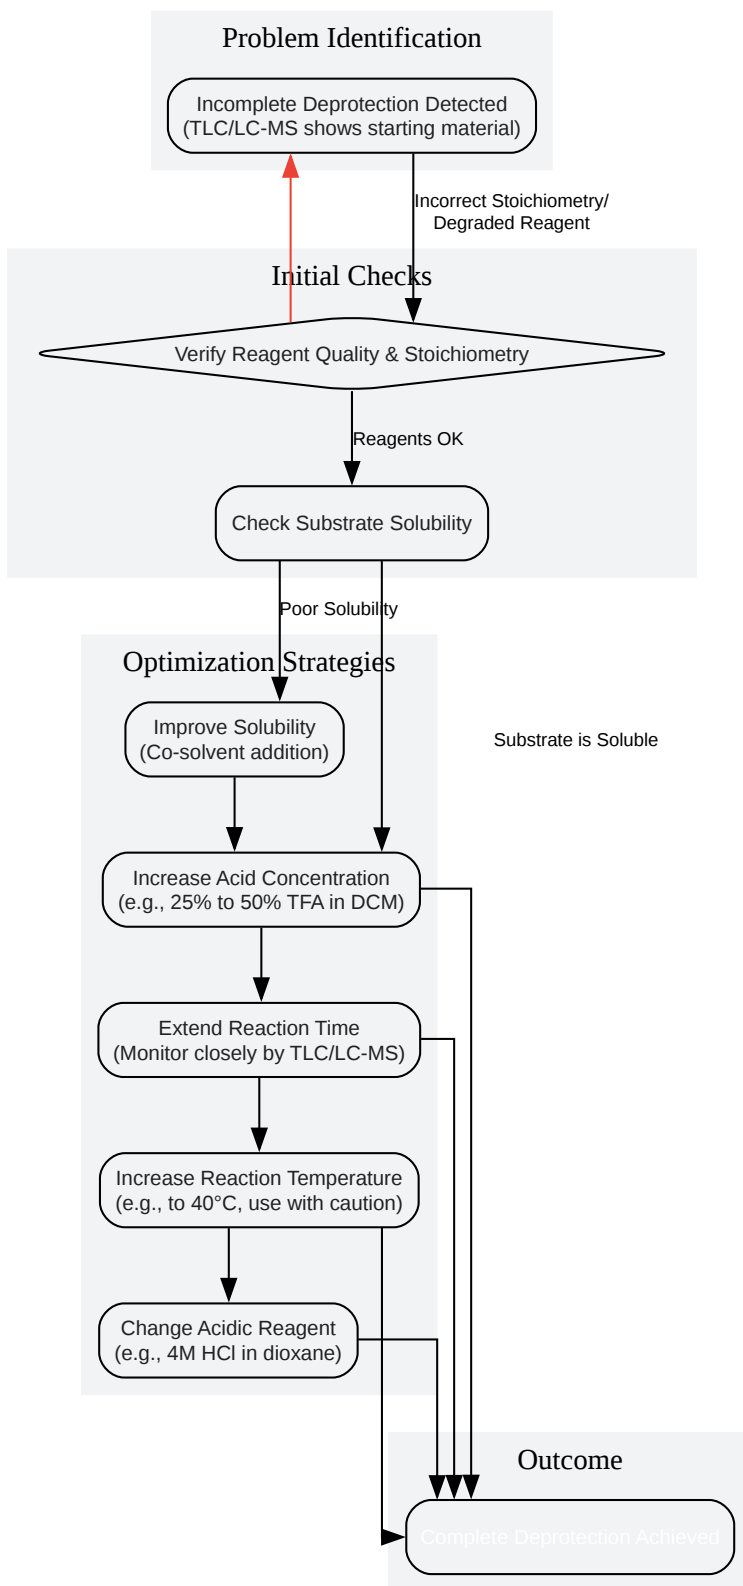 Problem Identification
Incomplete Deprotection Detected
(TLC/LC-MS shows starting material)
Incorrect Stoichiometry/
Degraded Reagent
Initial Checks
Verify Reagent Quality & Stoichiometry
Reagents OK
Check Substrate Solubility
Poor Solubility
Optimization Strategies
Improve Solubility
(Co-solvent addition)
Substrate is Soluble
Increase Acid Concentration
(e.g., 25% to 50% TFA in DCM)
Extend Reaction Time
(Monitor closely by TLC/LC-MS)
Increase Reaction Temperature
(e.g., to 40°C, use with caution)
Change Acidic Reagent
(e.g., 4M HCl in dioxane)
Outcome
Complete Deprotection Achieved